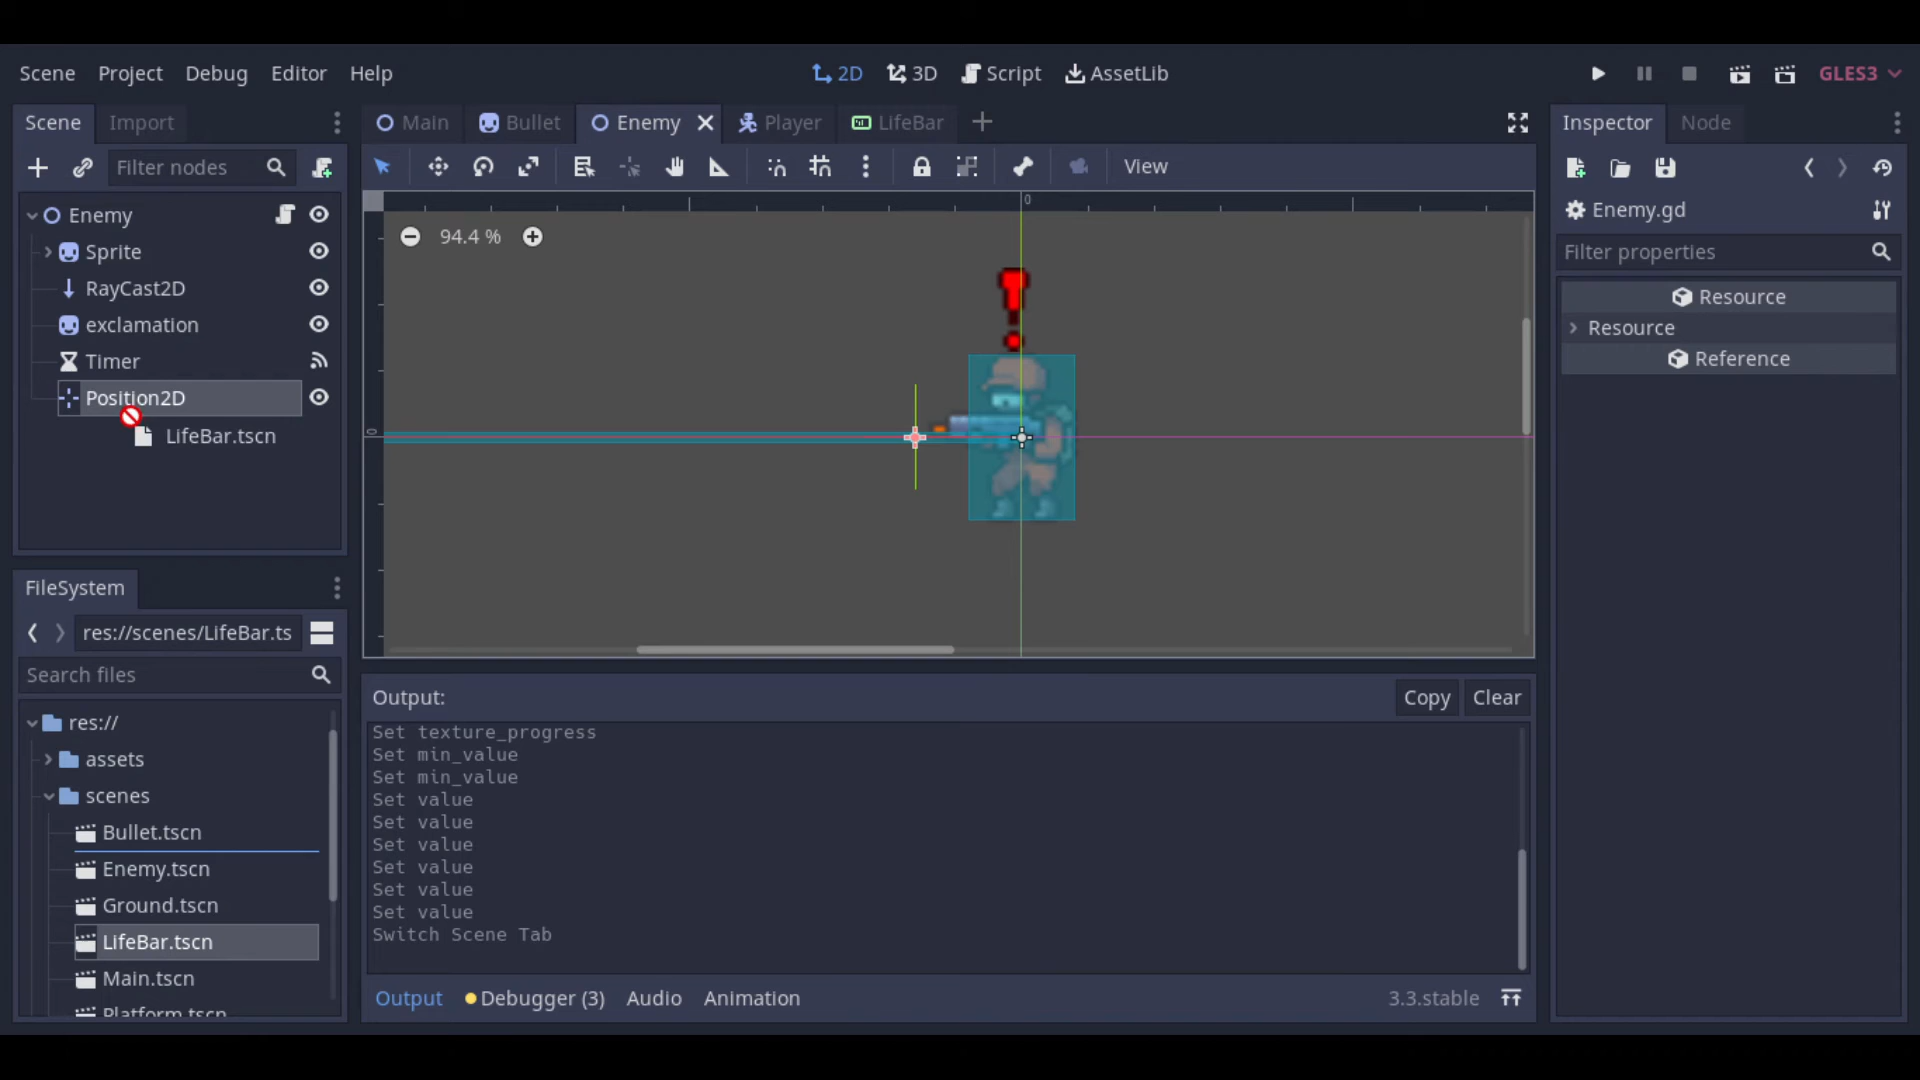 Scene Project Debug Editor Help
2D 3D Script AssetLib
GLES3
Scene Import
Main Bullet Enemy Player LifeBar
Inspector Node
Filter nodes
View
Enemy.gd
Filter properties
Enemy
Sprite
RayCast2D
exclamation
Timer
Position2D
LifeBar.tscn
94.4 %
0
0
Resource
Resource
Reference
FileSystem
res://scenes/LifeBar.ts
Search files
res://
assets
scenes
Bullet.tscn
Enemy.tscn
Ground.tscn
LifeBar.tscn
Main.tscn
Platform.tscn
Output: Copy Clear
Set texture_progress
Set min_value
Set min_value
Set value
Set value
Set value
Set value
Set value
Set value
Switch Scene Tab
Output Debugger (3) Audio Animation 3.3.stable